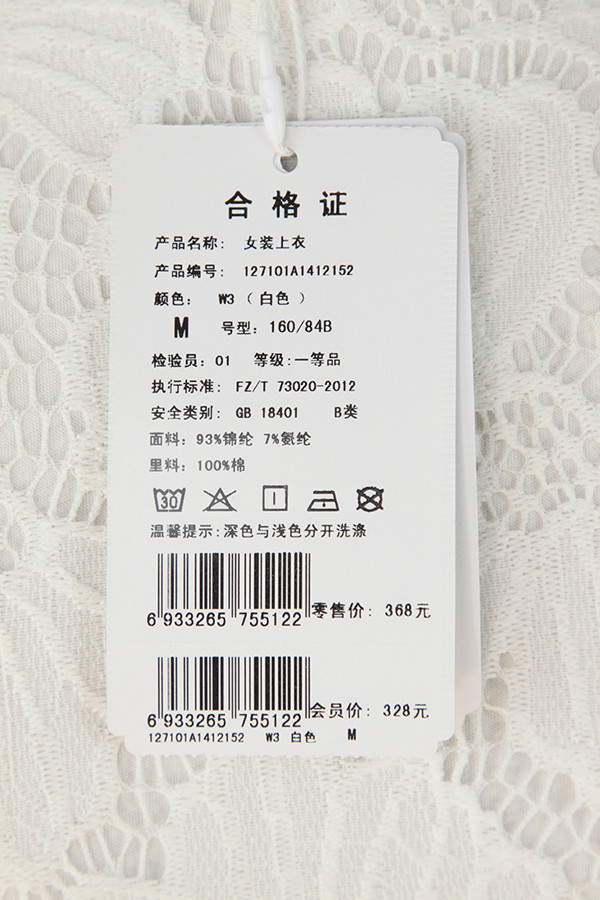 合格证
产品名称: 女装上衣
产品编号: 127101A1412152
颜色: W3 (白色)
M 号型: 160/84B
检验员: 01 等级:一等品
执行标准: FZ/T 73020-2012
安全类别: GB 18401 B类
面料: 93%锦纶 7%氨纶
里料: 100%棉
30
温馨提示:深色与浅色分开洗涤
6 933265 755122 零售价: 368元
6 933265 755122 会员价: 328元
127101A1412152 W3 白色 M